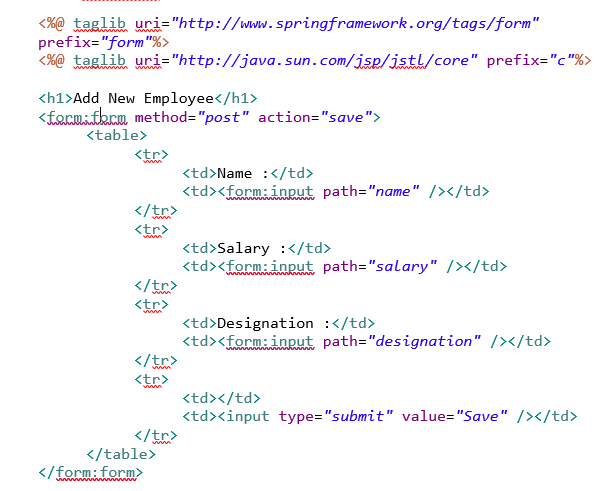 <%@ taglib uri="http://www.springframework.org/tags/form"
prefix="form"%>
<%@ taglib uri="http://java.sun.com/jsp/jstl/core" prefix="c"%>
<h1>Add New Employee</h1>
<form:form method="post" action="save">
<table>
<tr>
<td>Name :</td>
<td><form:input path="name" /></td>
</tr>
<tr>
<td>Salary :</td>
<td><form:input path="salary" /></td>
</tr>
<tr>
<td>Designation :</td>
<td><form:input path="designation" /></td>
</tr>
<tr>
<td></td>
<td><input type="submit" value="Save" /></td>
</tr>
</table>
</form:form>